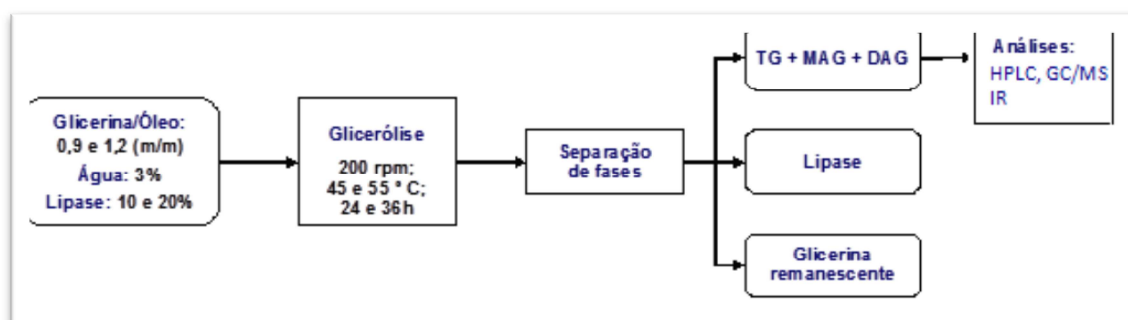 Glicerina/Óleo:
0,9 e 1,2 (m/m)
Água: 3%
Lipase: 10 e 20%
Glicerólise
200 rpm;
45 e 55 º C;
24 e 36h
Separação
de fases
TG + MAG + DAG
Lipase
Glicerina
remanescente
Análises:
HPLC, GC/MS
IR